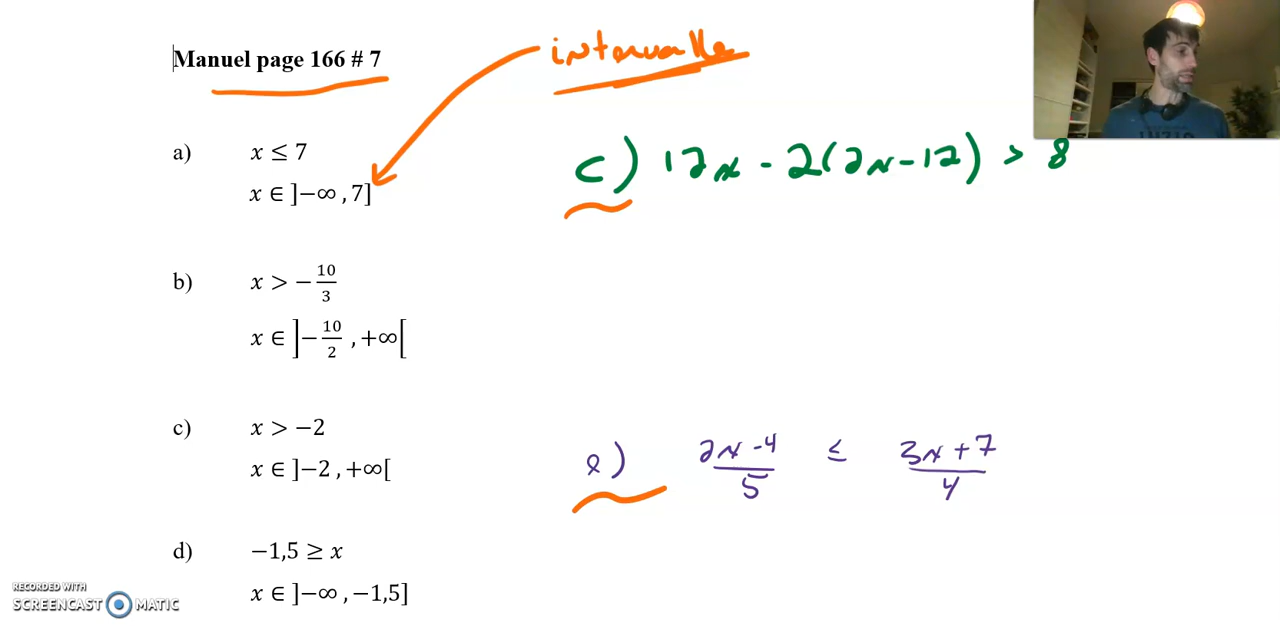 Manuel page 166 # 7
intervalle
a) x ≤ 7
x ∈ ]−∞ , 7]
c) 12x - 2(2x-12) > 8
b) x > −10/3
x ∈ ]−10/2 , +∞[
c) x > −2
x ∈ ]−2 , +∞[
e) (2x-4)/5 ≤ (3x+7)/4
d) −1,5 ≥ x
x ∈ ]−∞ , −1,5]
RECORDED WITH
SCREENCAST MATIC